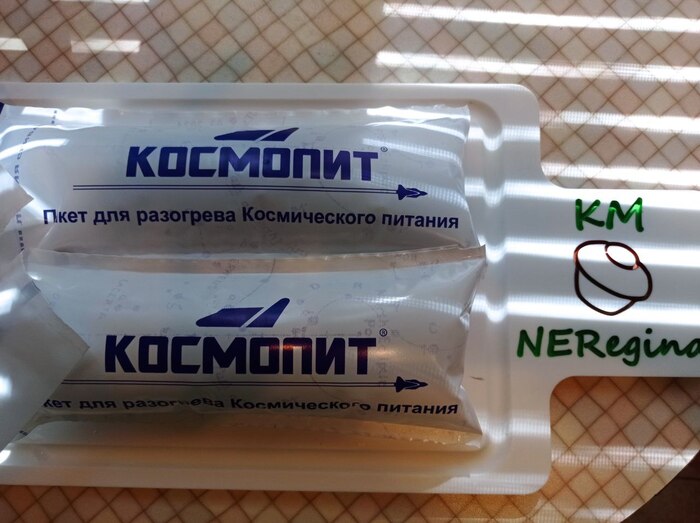 КОСМОПИТ®
Пкет для разогрева Космического питания
КМ
NERegina
КОСМОПИТ®
кет для разогрева Космического питания